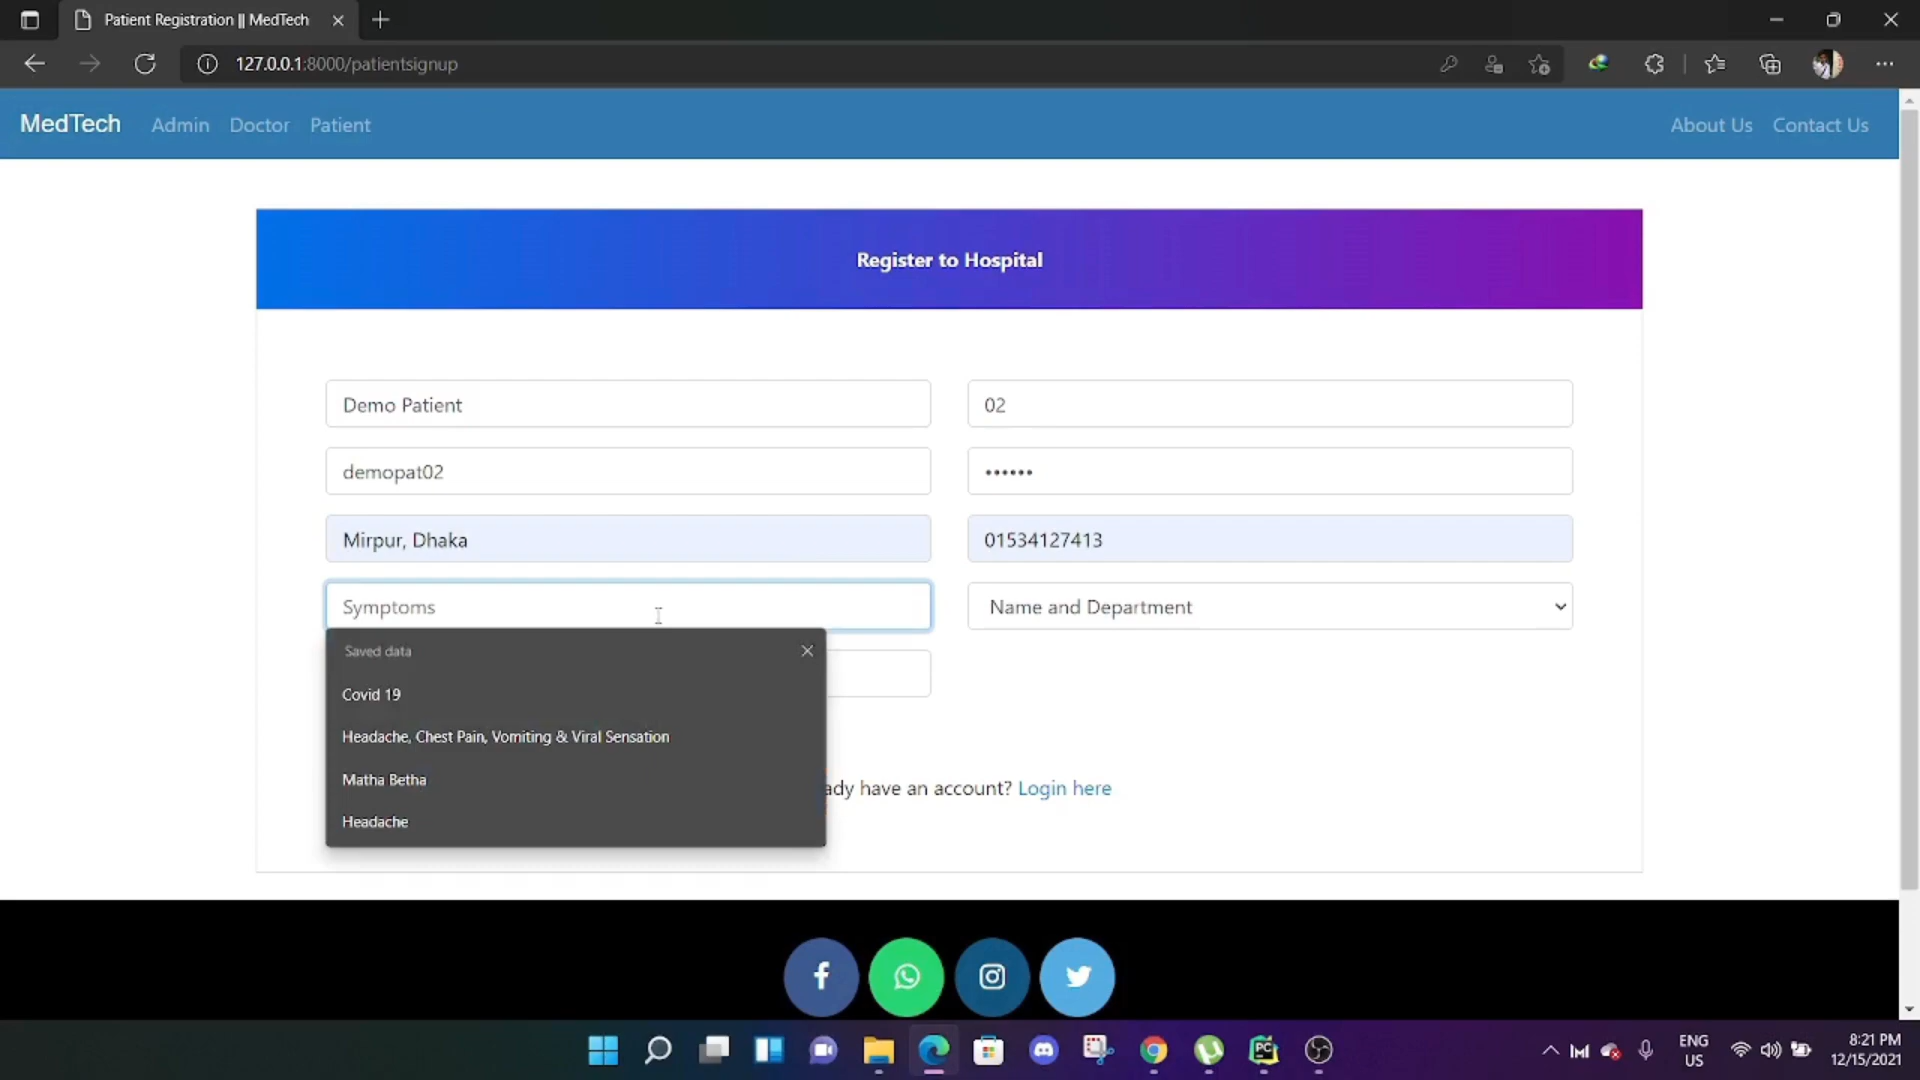 Patient Registration || MedTech
127.0.0.1:8000/patientsignup
MedTech Admin Doctor Patient About Us Contact Us
Register to Hospital
Demo Patient 02
demopat02 ••••••
Mirpur, Dhaka 01534127413
Symptoms Name and Department
Saved data
Covid 19
Headache, Chest Pain, Vomiting & Viral Sensation
Matha Betha
ady have an account? Login here
Headache
ENG
US
8:21 PM
12/15/2021